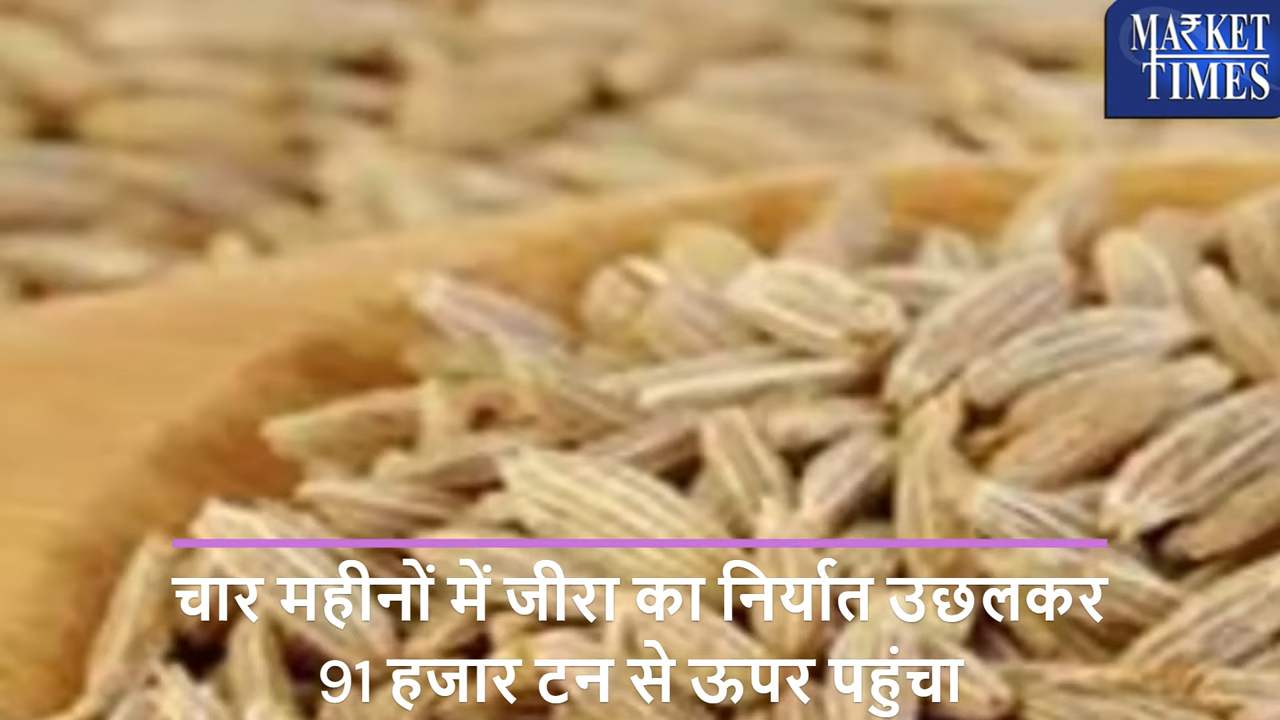 MA₹KET
TIMES
चार महीनों में जीरा का निर्यात उछलकर
91 हजार टन से ऊपर पहुंचा